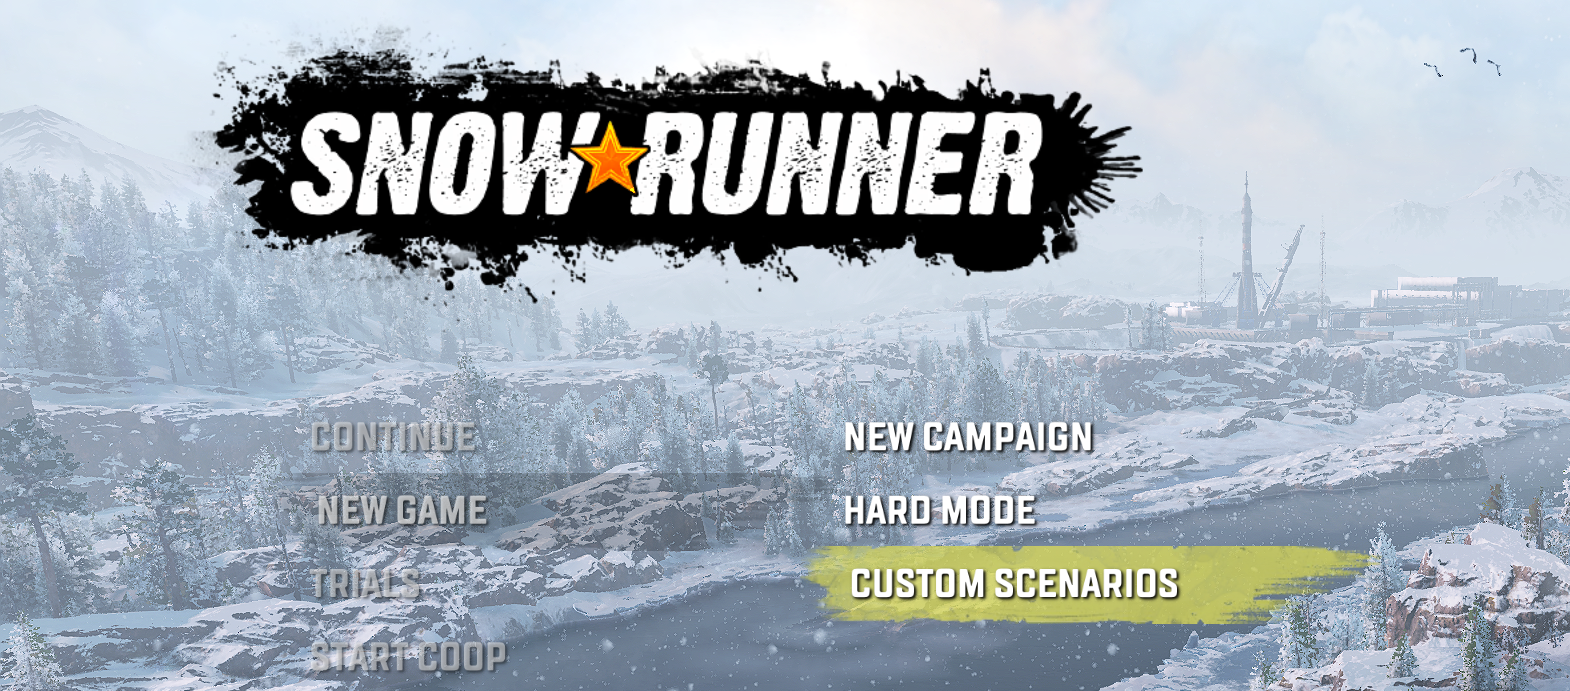 SNOWRUNNER
CONTINUE
NEW GAME
TRIALS
START COOP
NEW CAMPAIGN
HARD MODE
CUSTOM SCENARIOS